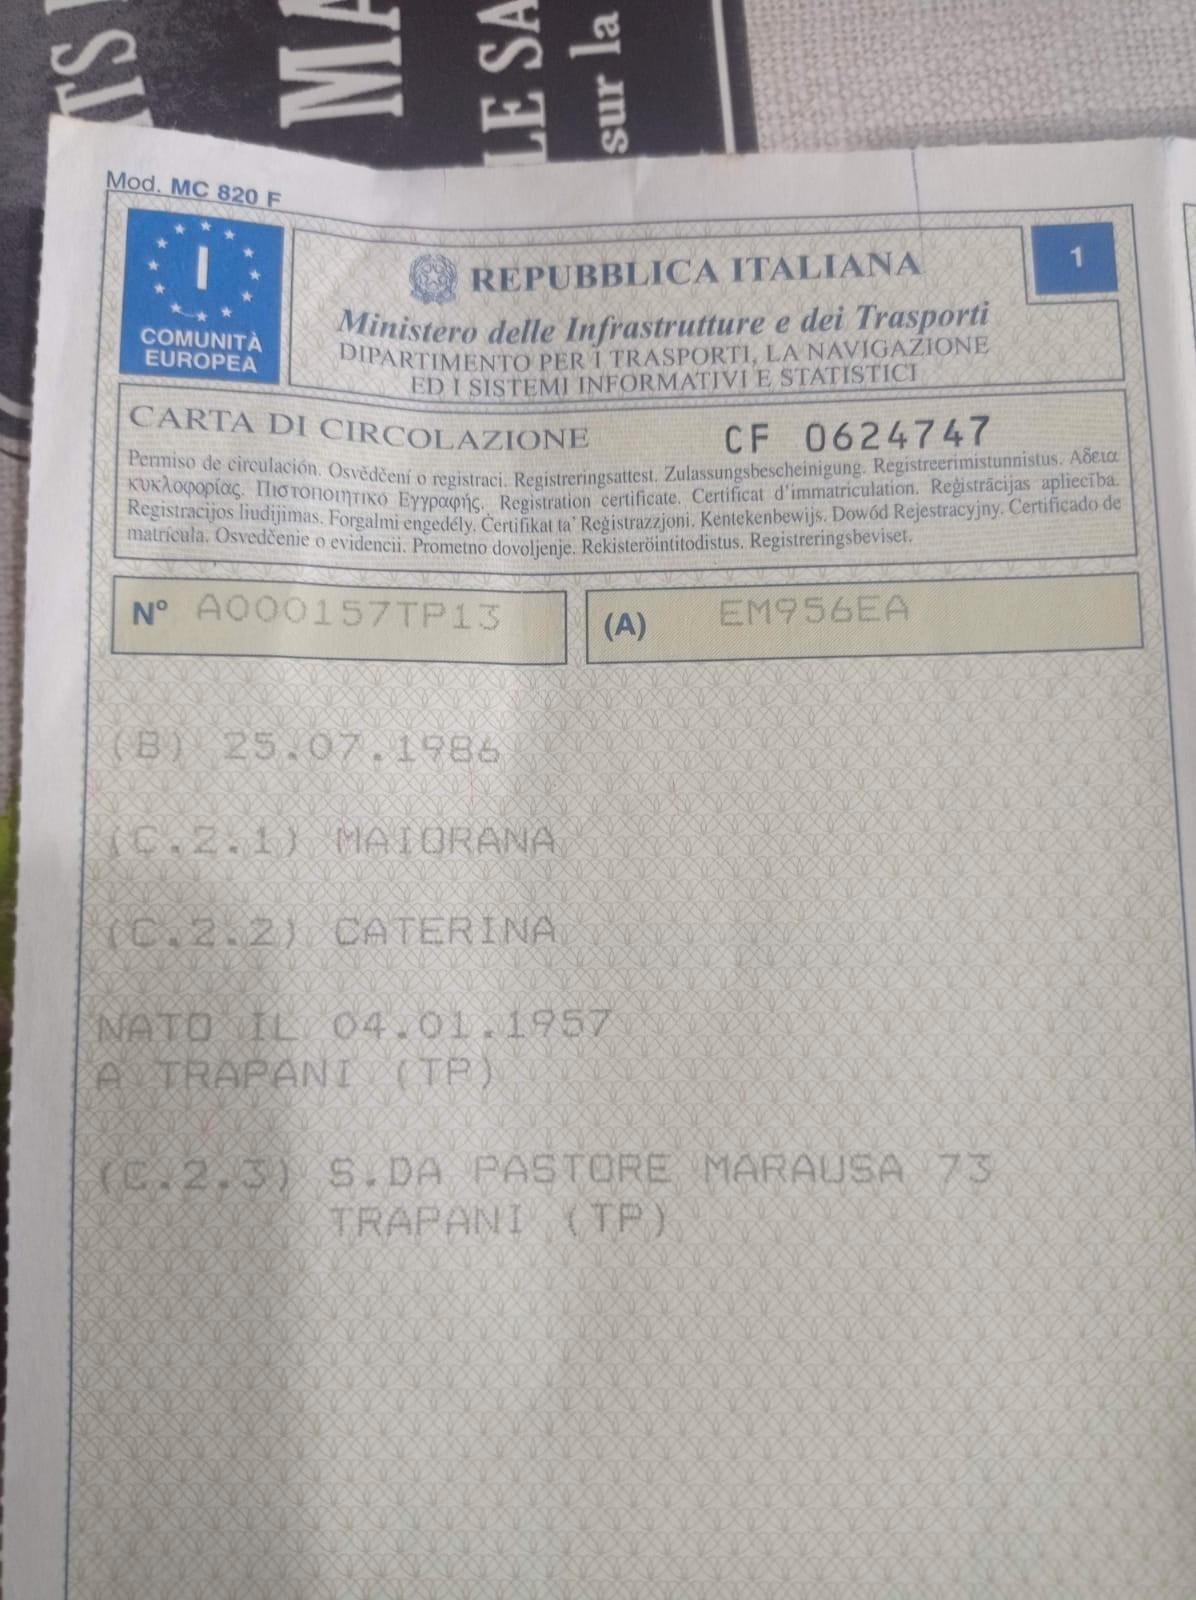 TS
MA
LE SA
sur la
Mod. MC 820 F
I
COMUNITÀ
EUROPEA
REPUBBLICA ITALIANA
1
Ministero delle Infrastrutture e dei Trasporti
DIPARTIMENTO PER I TRASPORTI, LA NAVIGAZIONE
ED I SISTEMI INFORMATIVI E STATISTICI
CARTA DI CIRCOLAZIONE CF 0624747
Permiso de circulación. Osvědčení o registraci. Registreringsattest. Zulassungsbescheinigung. Registreerimistunnistus. Αδεια
κυκλοφορίας. Πιστοποιητικό Εγγραφής. Registration certificate. Certificat d'immatriculation. Reģistrācijas apliecība.
Registracijos liudijimas. Forgalmi engedély. Certifikat ta' Reġistrazzjoni. Kentekenbewijs. Dowód Rejestracyjny. Certificado de
matrícula. Osvedčenie o evidencii. Prometno dovoljenje. Rekisteröintitodistus. Registreringsbeviset.
N° A000157TP13 (A) EM956EA
(B) 25.07.1986
(C.2.1) MAIORANA
(C.2.2) CATERINA
NATO IL 04.01.1957
A TRAPANI (TP)
(C.2.3) S.DA PASTORE MARAUSA 73
TRAPANI (TP)